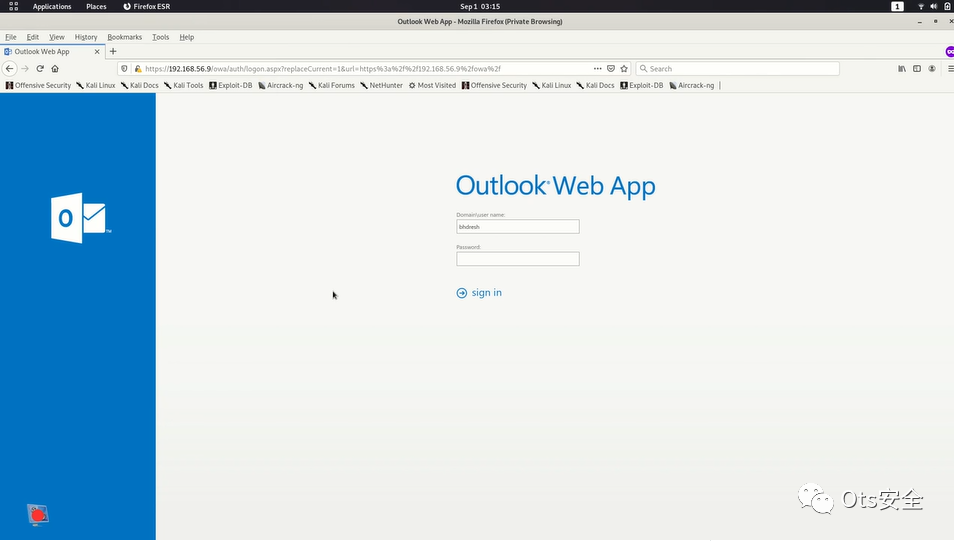 Applications Places Firefox ESR Sep 1 03:15 1
Outlook Web App - Mozilla Firefox (Private Browsing)
File Edit View History Bookmarks Tools Help
Outlook Web App
https://192.168.56.9/owa/auth/logon.aspx?replaceCurrent=1&url=https%3a%2f%2f192.168.56.9%2fowa%2f Search
Offensive Security Kali Linux Kali Docs Kali Tools Exploit-DB Aircrack-ng Kali Forums NetHunter Most Visited Offensive Security Kali Linux Kali Docs Exploit-DB Aircrack-ng
Outlook Web App
Domain\user name:
bhdresh
Password:
sign in
Ots安全